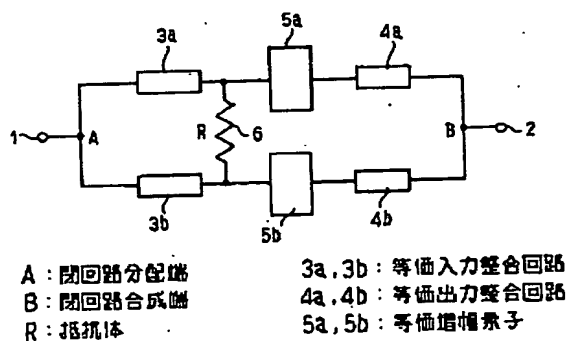 5a
3a
4a
1
A
R
6
B
2
3b
5b
4b
A：閉回路分配端
B：閉回路合成端
R：抵抗体
3a,3b：等価入力整合回路
4a,4b：等価出力整合回路
5a,5b：等価増幅素子